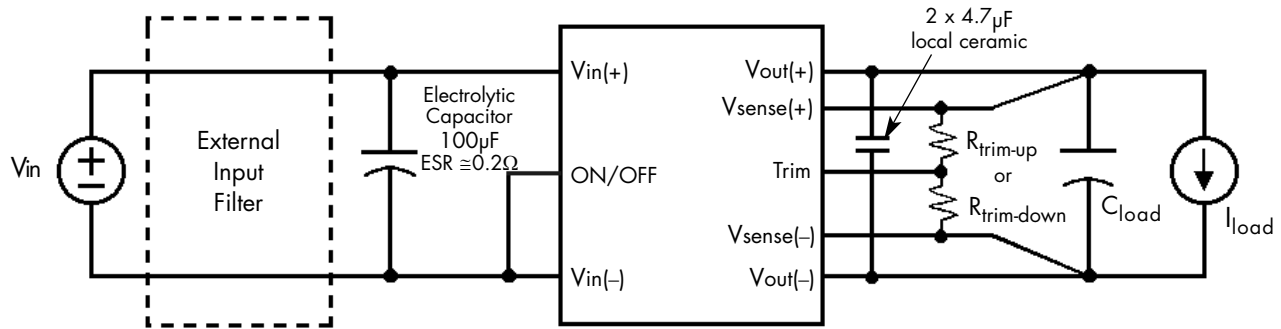 Vin
External
Input
Filter
Electrolytic
Capacitor
100µF
ESR ≅0.2Ω
Vin(+)
ON/OFF
Vin(–)
Vout(+)
Vsense(+)
Trim
Vsense(–)
Vout(–)
2 x 4.7µF
local ceramic
Rtrim-up
or
Rtrim-down
Cload
Iload